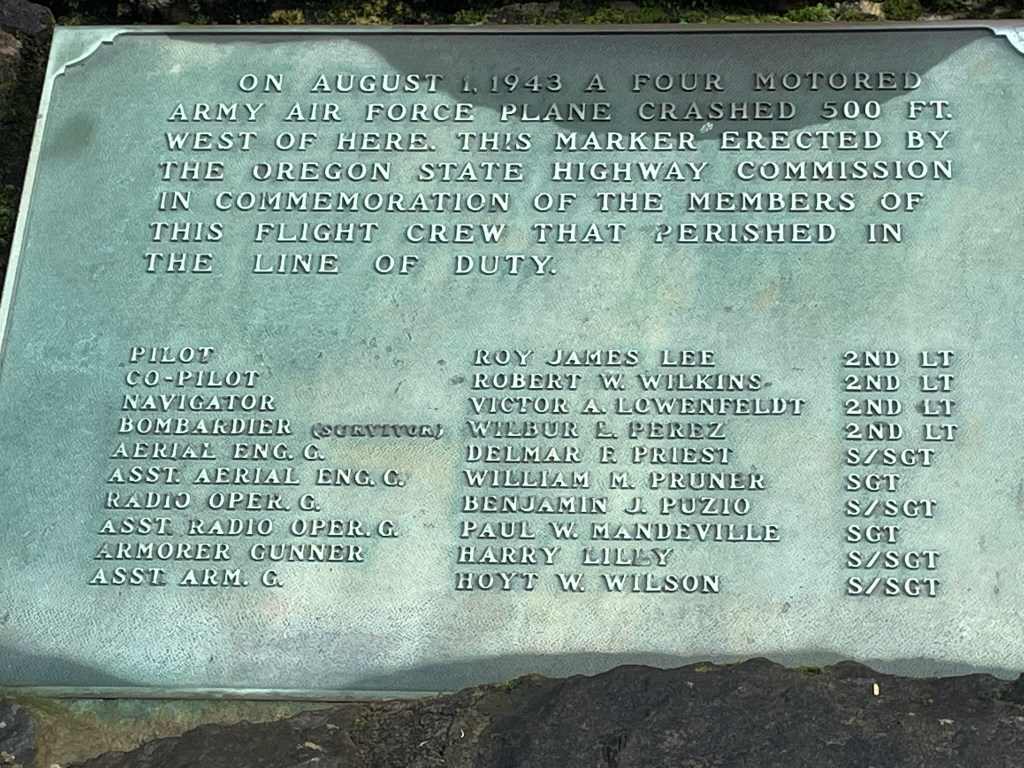 ON AUGUST 1, 1943 A FOUR MOTORED
ARMY AIR FORCE PLANE CRASHED 500 FT.
WEST OF HERE. THIS MARKER ERECTED BY
THE OREGON STATE HIGHWAY COMMISSION
IN COMMEMORATION OF THE MEMBERS OF
THIS FLIGHT CREW THAT PERISHED IN
THE LINE OF DUTY.
PILOT ROY JAMES LEE 2ND LT
CO-PILOT ROBERT W. WILKINS 2ND LT
NAVIGATOR VICTOR A. LOWENFELDT 2ND LT
BOMBARDIER (SURVIVOR) WILBUR L. PEREZ 2ND LT
AERIAL ENG. G. DELMAR F. PRIEST S/SGT
ASST. AERIAL ENG. G. WILLIAM M. PRUNER SGT
RADIO OPER. G. BENJAMIN J. PUZIO S/SGT
ASST. RADIO OPER. G. PAUL W. MANDEVILLE SGT
ARMORER GUNNER HARRY LILLY S/SGT
ASST. ARM. G. HOYT W. WILSON S/SGT